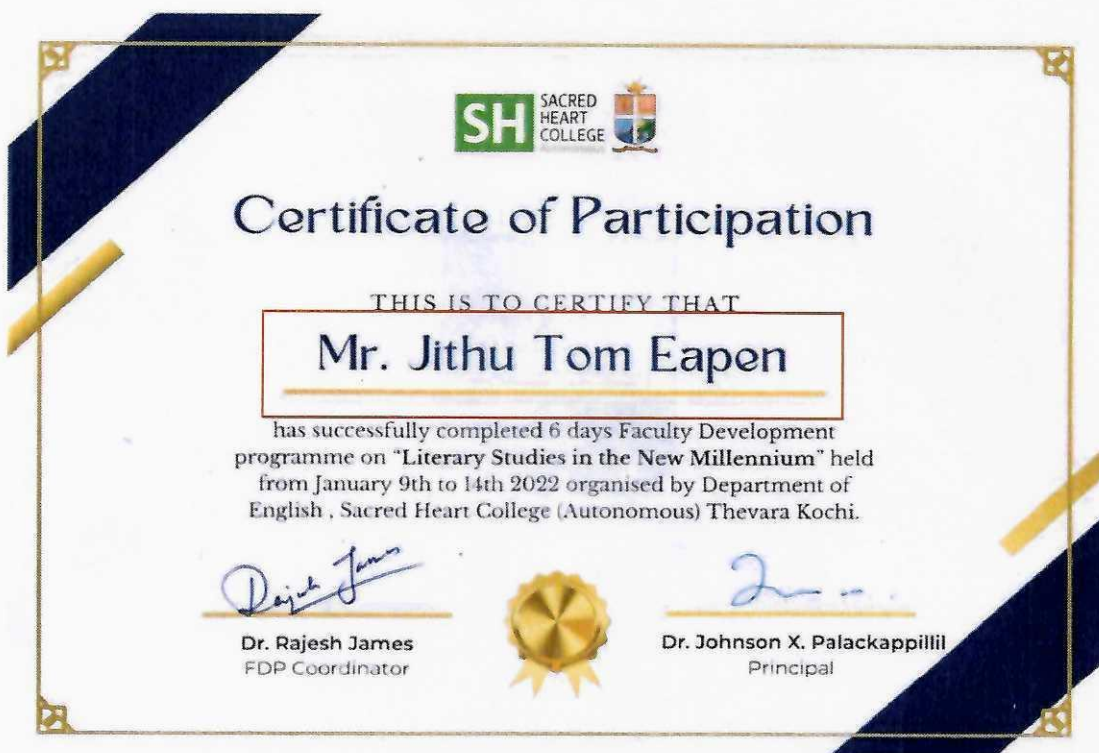 SH SACRED
HEART
COLLEGE
Certificate of Participation
THIS IS TO CERTIFY THAT
Mr. Jithu Tom Eapen
has successfully completed 6 days Faculty Development
programme on "Literary Studies in the New Millennium" held
from January 9th to 14th 2022 organised by Department of
English , Sacred Heart College (Autonomous) Thevara Kochi.
Rajesh James
Dr. Rajesh James
FDP Coordinator
Dr. Johnson X. Palackappillil
Principal